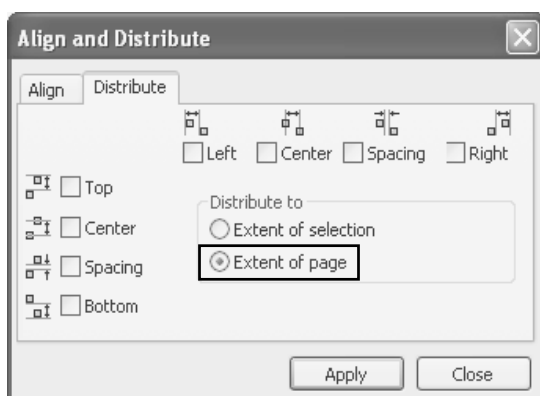 Align and Distribute
Align Distribute
Left Center Spacing Right
Top
Distribute to
Center
Extent of selection
Extent of page
Spacing
Bottom
Apply Close